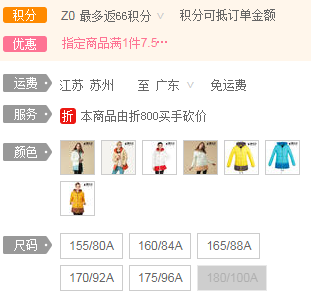 积分 Z0 最多返66积分 积分可抵订单金额
优惠 指定商品满1件7.5···
运费 江苏 苏州 至 广东 免运费
服务 折 本商品由折800买手砍价
颜色
尺码 155/80A 160/84A 165/88A
170/92A 175/96A 180/100A